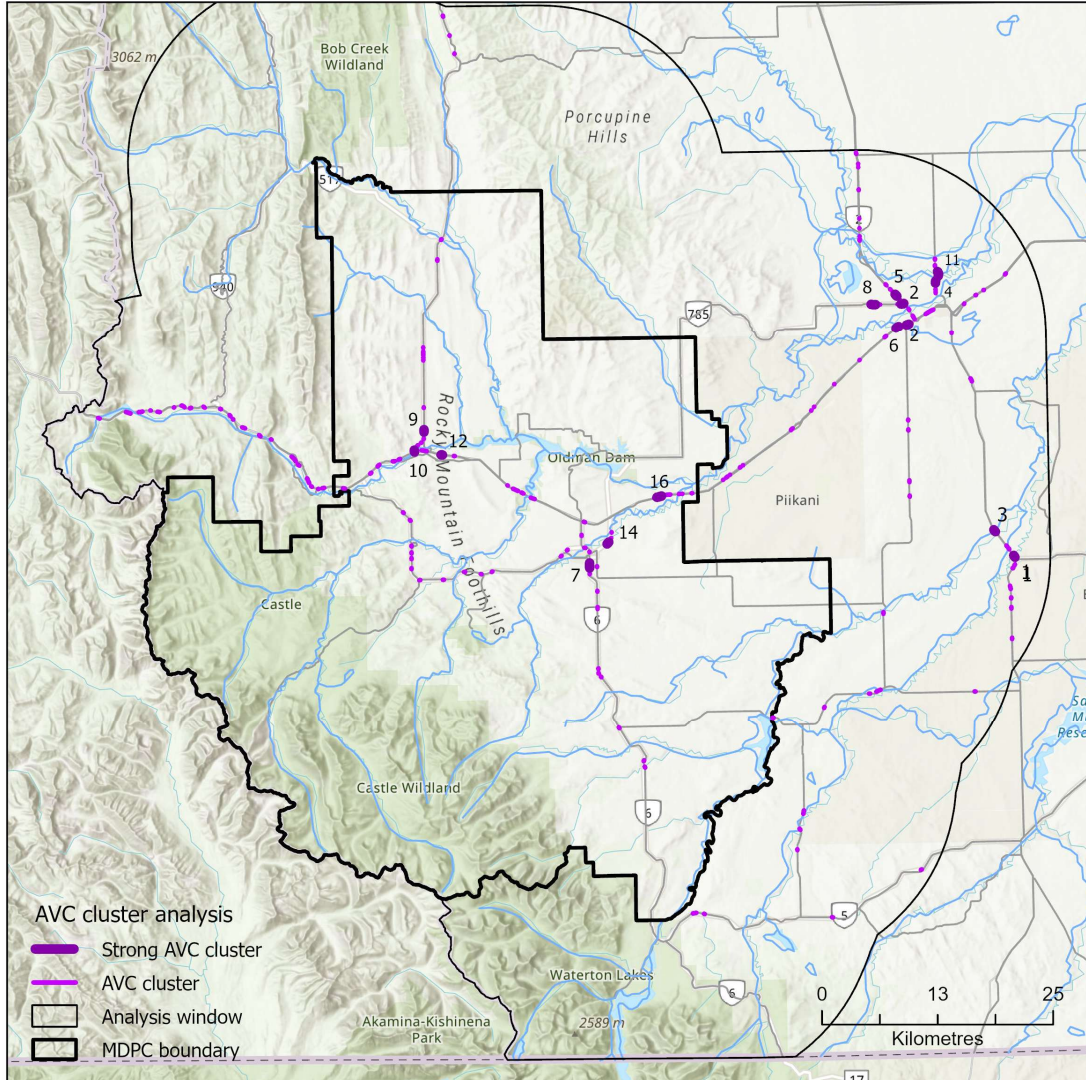 3062 m
Bob Creek
Wildland
Porcupine
Hills
517
2
940
785
11
5
2
8
4
6
2
9
12
10
Rocky Mountain Foothills
Oldman Dam
16
Piikani
14
3
7
1
1
Castle
6
Castle Wildland
6
5
Waterton Lakes
6
Akamina-Kishinena
Park
2589 m
17
AVC cluster analysis
Strong AVC cluster
AVC cluster
Analysis window
MDPC boundary
0 13 25
Kilometres